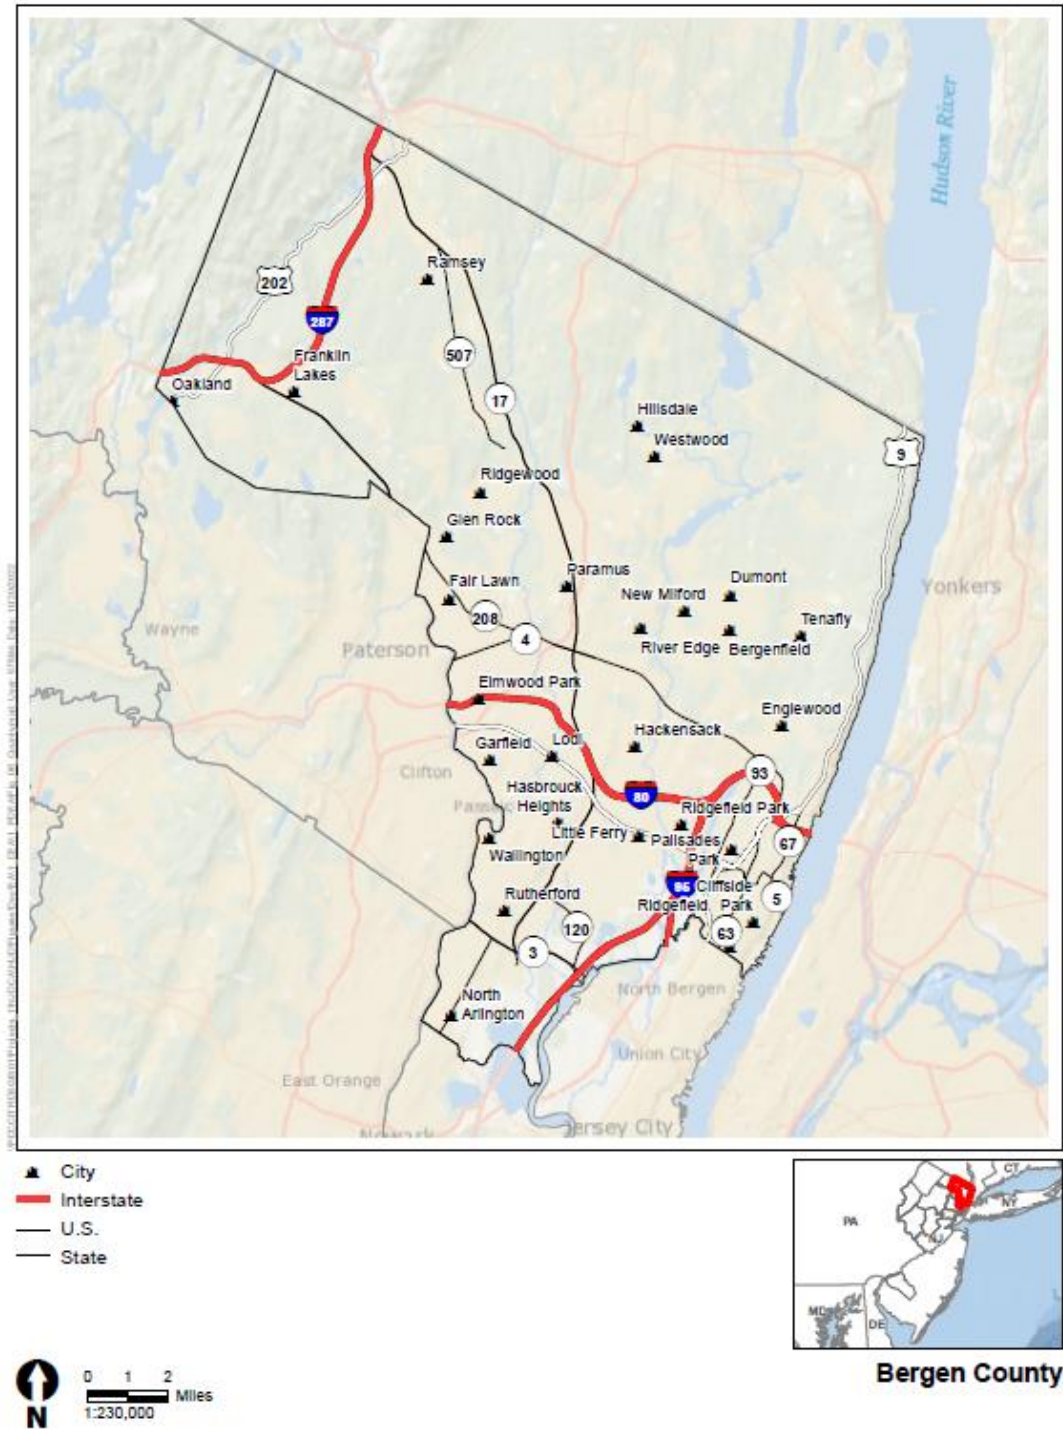 Hudson River
Ramsey
202
287
Franklin
Lakes
Oakland
507
17
Hillsdale
Westwood
9
Ridgewood
Glen Rock
Fair Lawn
Paramus
Dumont
New Milford
Yonkers
208
Tenafly
Wayne
4
River Edge
Bergenfield
Paterson
Elmwood Park
Englewood
Hackensack
Garfield
Lodi
Clifton
93
Hasbrouck
Heights
80
Ridgefield Park
Little Ferry
Palisades
Park
67
Wallington
Cliffside
Park
95
5
Rutherford
Ridgefield
120
63
3
North
Arlington
North Bergen
Union City
East Orange
Newark
Jersey City
City
Interstate
U.S.
State
PA
CT
NY
NJ
MD
DE
N
0 1 2
Miles
1:230,000
Bergen County